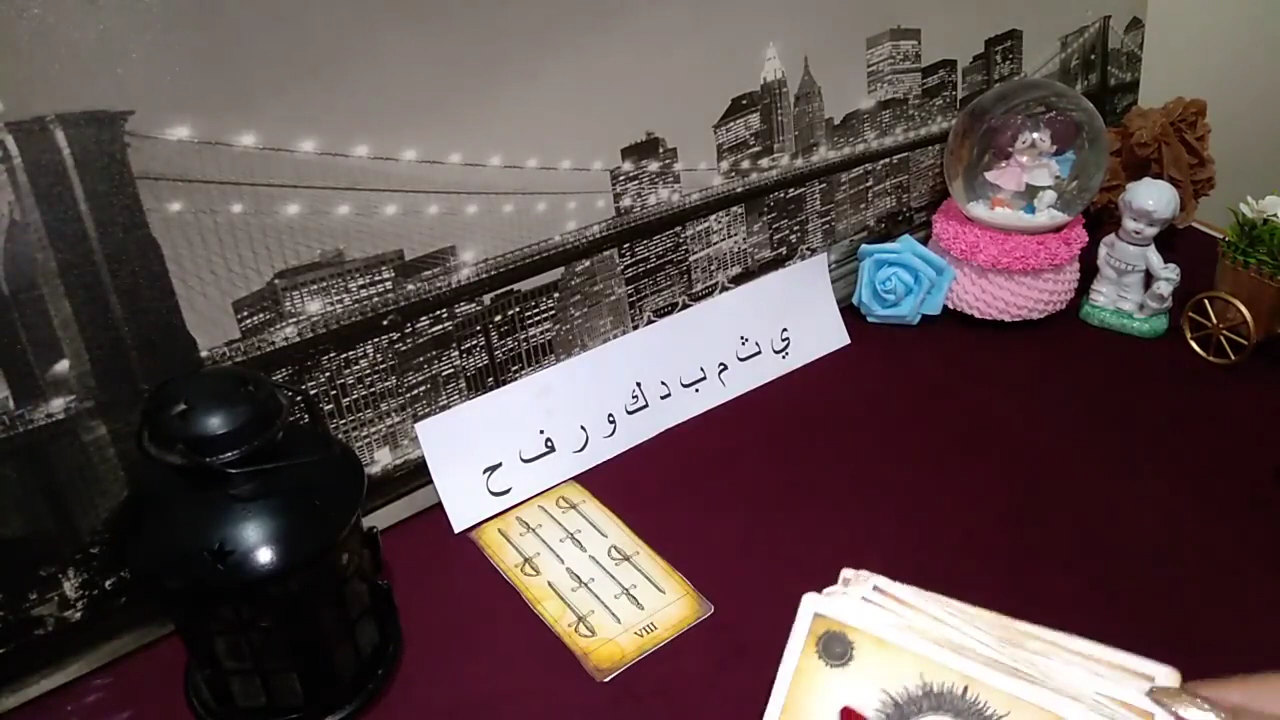 ي ث م ب د ك و ر ف ح
VIII